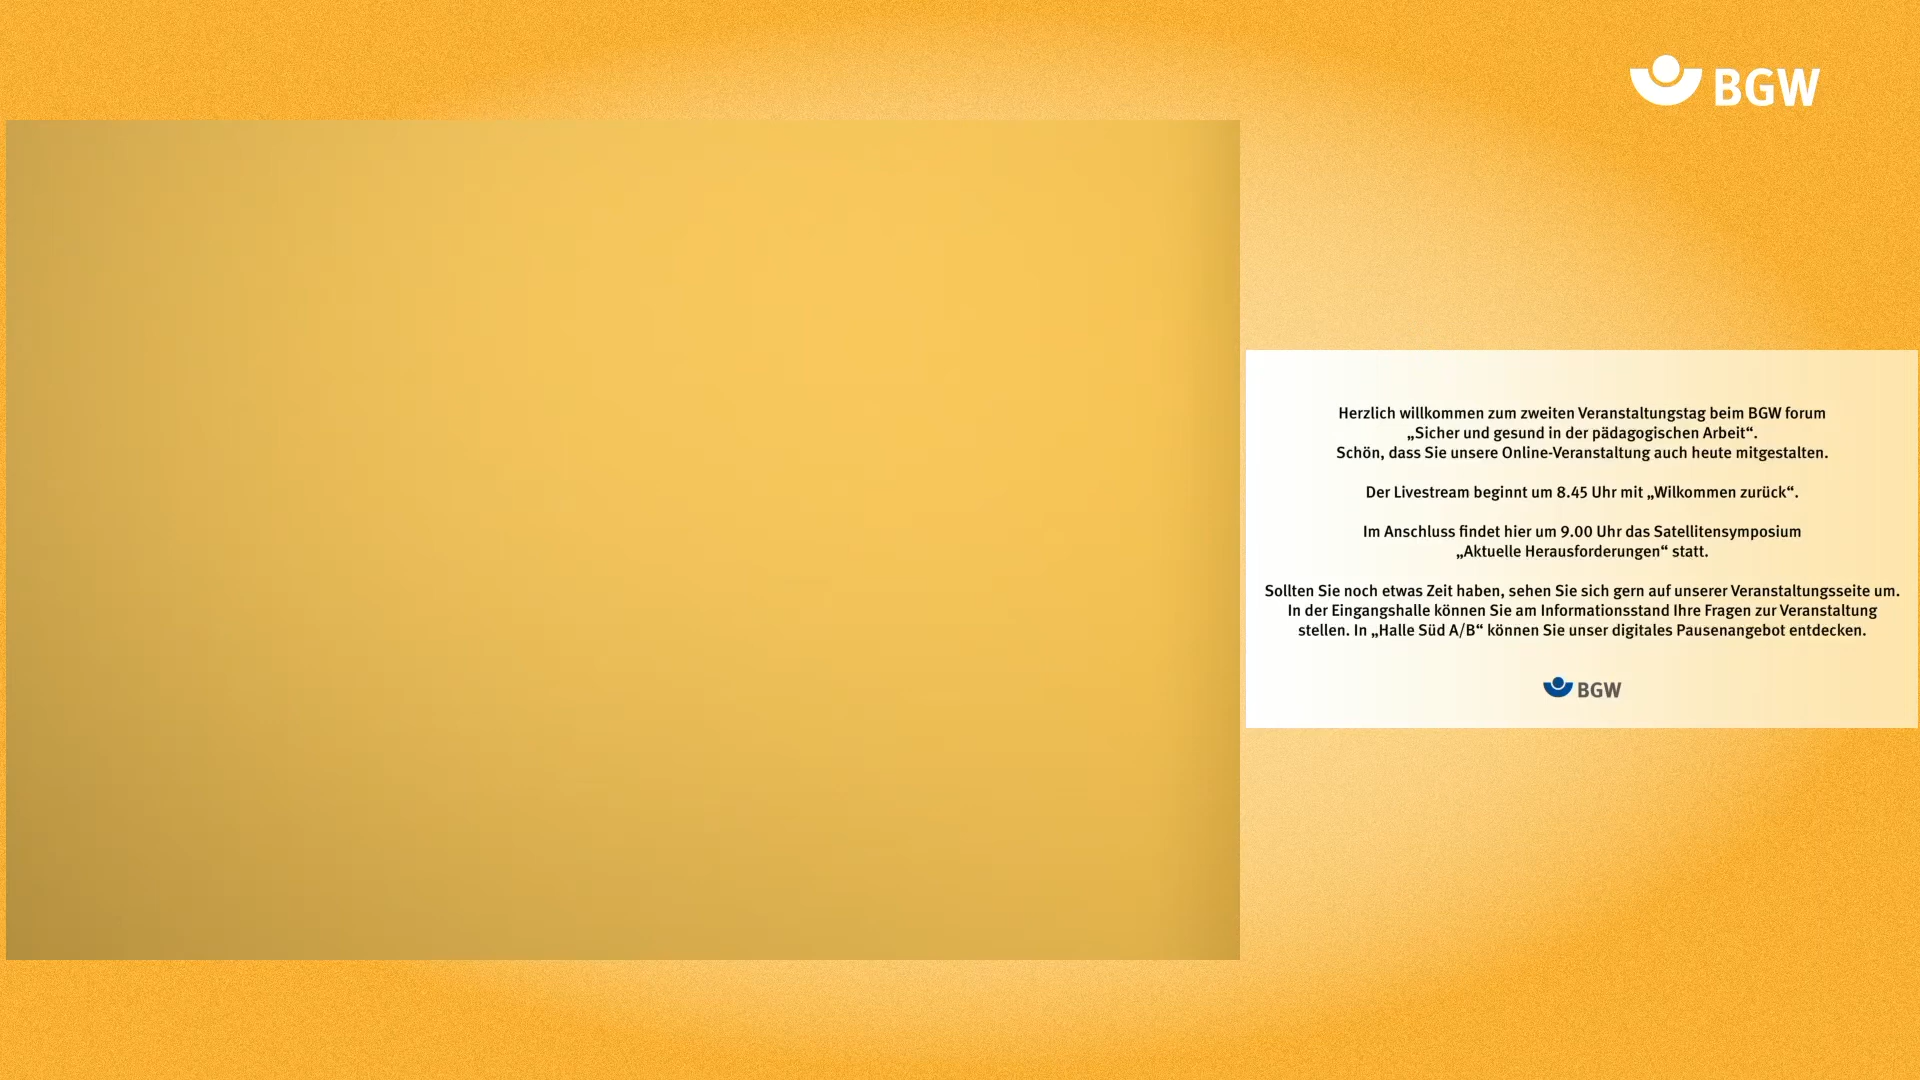 BGW
Herzlich willkommen zum zweiten Veranstaltungstag beim BGW forum
„Sicher und gesund in der pädagogischen Arbeit“.
Schön, dass Sie unsere Online-Veranstaltung auch heute mitgestalten.
Der Livestream beginnt um 8.45 Uhr mit „Wilkommen zurück“.
Im Anschluss findet hier um 9.00 Uhr das Satellitensymposium
„Aktuelle Herausforderungen“ statt.
Sollten Sie noch etwas Zeit haben, sehen Sie sich gern auf unserer Veranstaltungsseite um.
In der Eingangshalle können Sie am Informationsstand Ihre Fragen zur Veranstaltung
stellen. In „Halle Süd A/B“ können Sie unser digitales Pausenangebot entdecken.
BGW